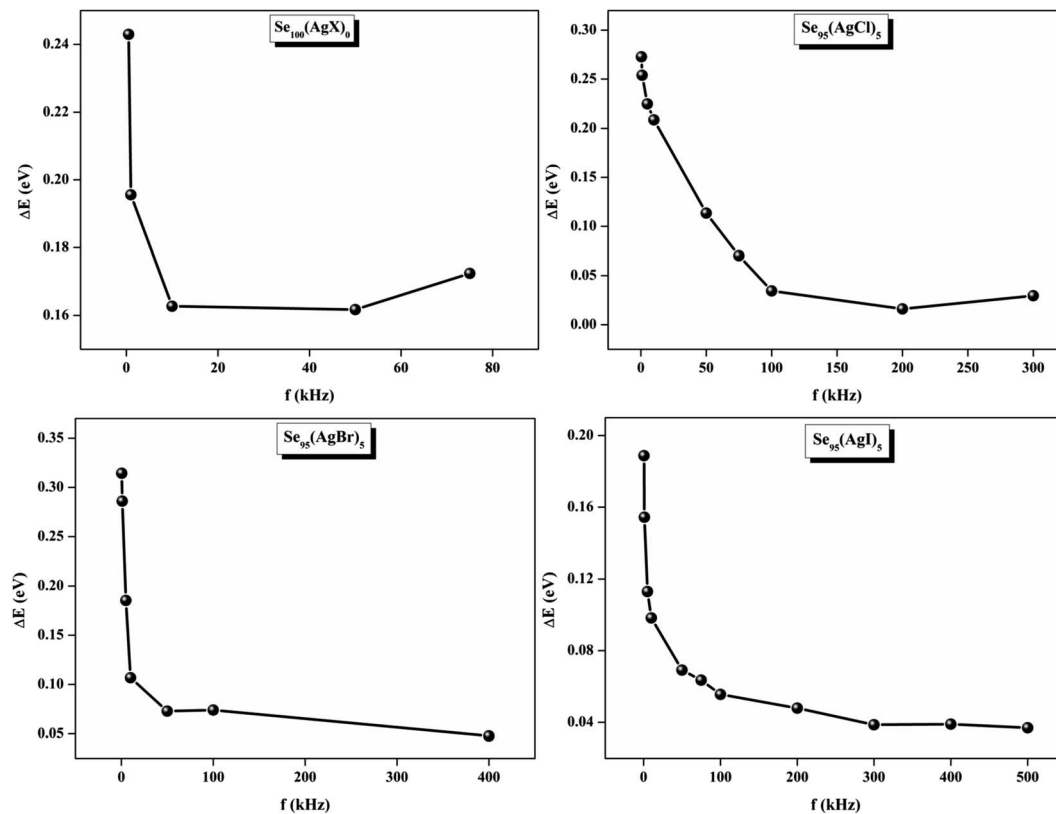 Se₁₀₀(AgX)₀
0.24
0.22
0.20
0.18
0.16
ΔE (eV)
0 20 40 60 80
f (kHz)
Se₉₅(AgCl)₅
0.30
0.25
0.20
0.15
0.10
0.05
0.00
ΔE (eV)
0 50 100 150 200 250 300
f (kHz)
Se₉₅(AgBr)₅
0.35
0.30
0.25
0.20
0.15
0.10
0.05
ΔE (eV)
0 100 200 300 400
f (kHz)
Se₉₅(AgI)₅
0.20
0.16
0.12
0.08
0.04
ΔE (eV)
0 100 200 300 400 500
f (kHz)